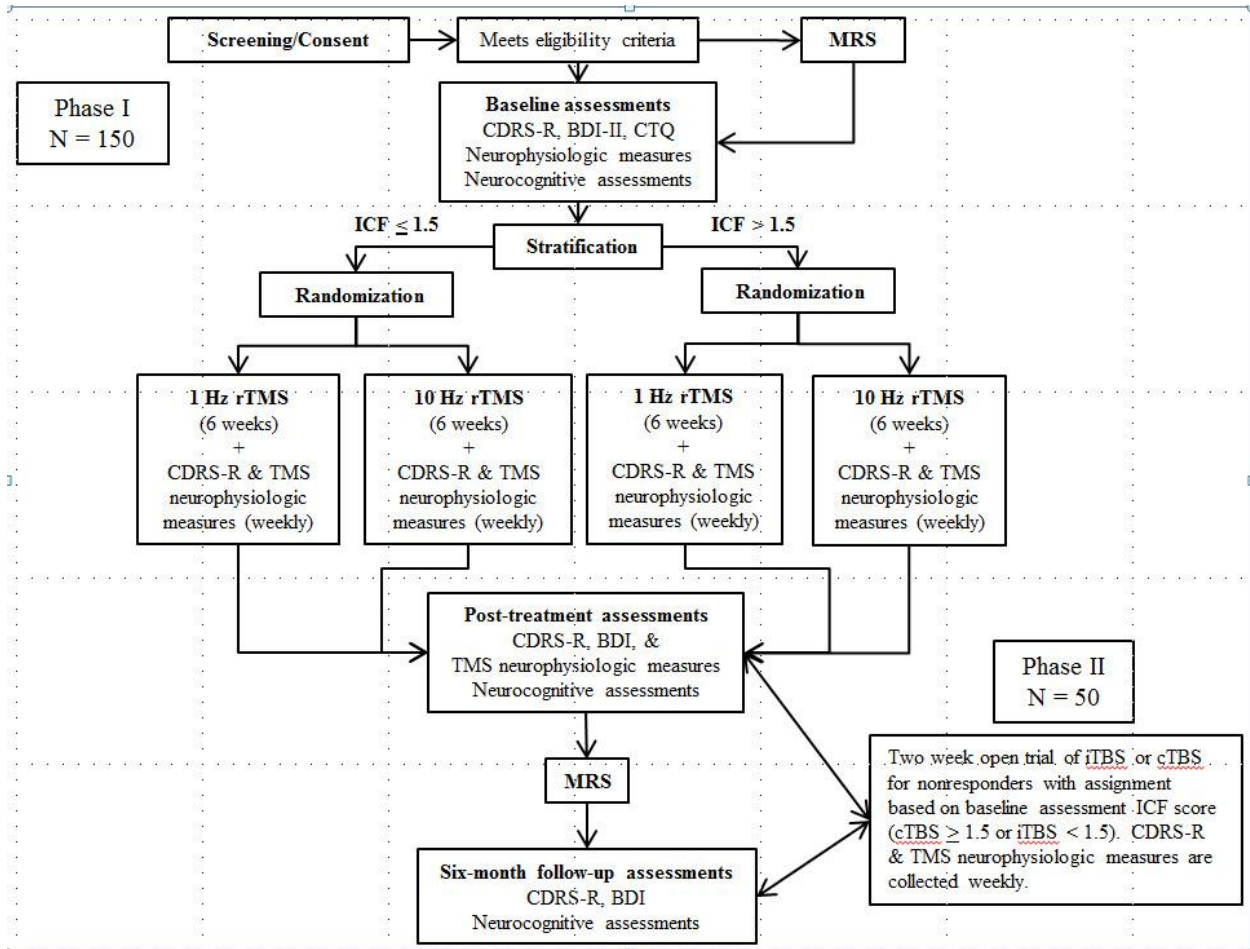 Screening/Consent
Meets eligibility criteria
MRS
Phase I
N = 150
Baseline assessments
CDRS-R, BDI-II, CTQ
Neurophysiologic measures
Neurocognitive assessments
ICF ≤ 1.5
ICF > 1.5
Stratification
Randomization
Randomization
1 Hz rTMS
(6 weeks)
+
CDRS-R & TMS
neurophysiologic
measures (weekly)
10 Hz rTMS
(6 weeks)
+
CDRS-R & TMS
neurophysiologic
measures (weekly)
1 Hz rTMS
(6 weeks)
+
CDRS-R & TMS
neurophysiologic
measures (weekly)
10 Hz rTMS
(6 weeks)
+
CDRS-R & TMS
neurophysiologic
measures (weekly)
Post-treatment assessments
CDRS-R, BDI, &
TMS neurophysiologic measures
Neurocognitive assessments
Phase II
N = 50
Two week open trial of iTBS or cTBS
for nonresponders with assignment
based on baseline assessment ICF score
(cTBS ≥ 1.5 or iTBS < 1.5). CDRS-R
& TMS neurophysiologic measures are
collected weekly.
MRS
Six-month follow-up assessments
CDRS-R, BDI
Neurocognitive assessments